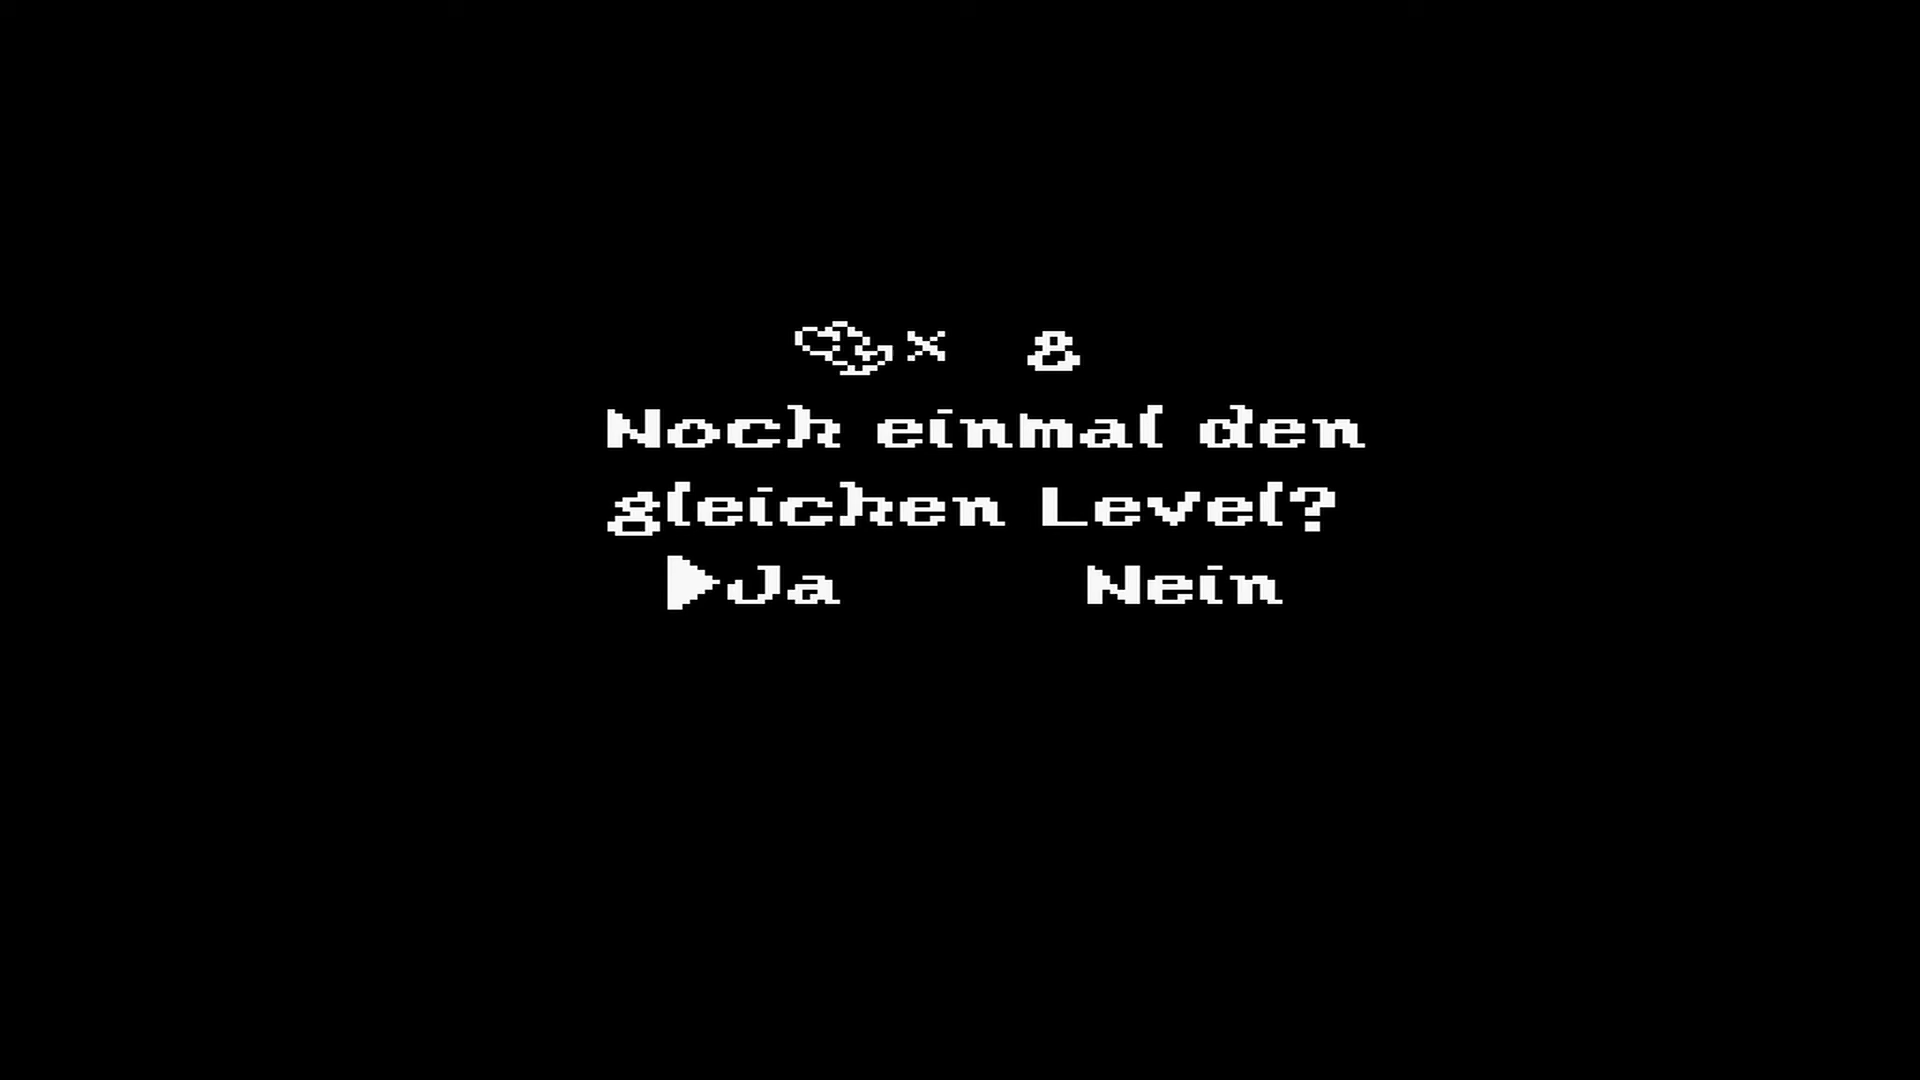 × 8
Noch einmal den
gleichen Level?
▶Ja Nein